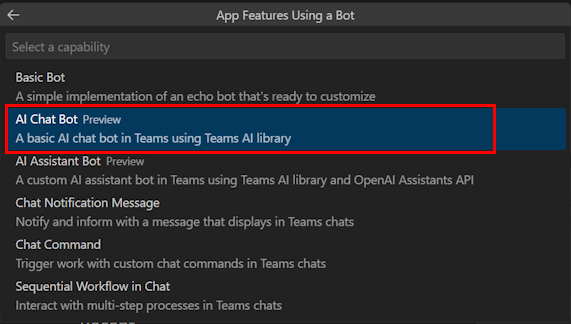 App Features Using a Bot
Select a capability
Basic Bot
A simple implementation of an echo bot that's ready to customize
AI Chat Bot Preview
A basic AI chat bot in Teams using Teams AI library
AI Assistant Bot Preview
A custom AI assistant bot in Teams using Teams AI library and OpenAI Assistants API
Chat Notification Message
Notify and inform with a message that displays in Teams chats
Chat Command
Trigger work with custom chat commands in Teams chats
Sequential Workflow in Chat
Interact with multi-step processes in Teams chats